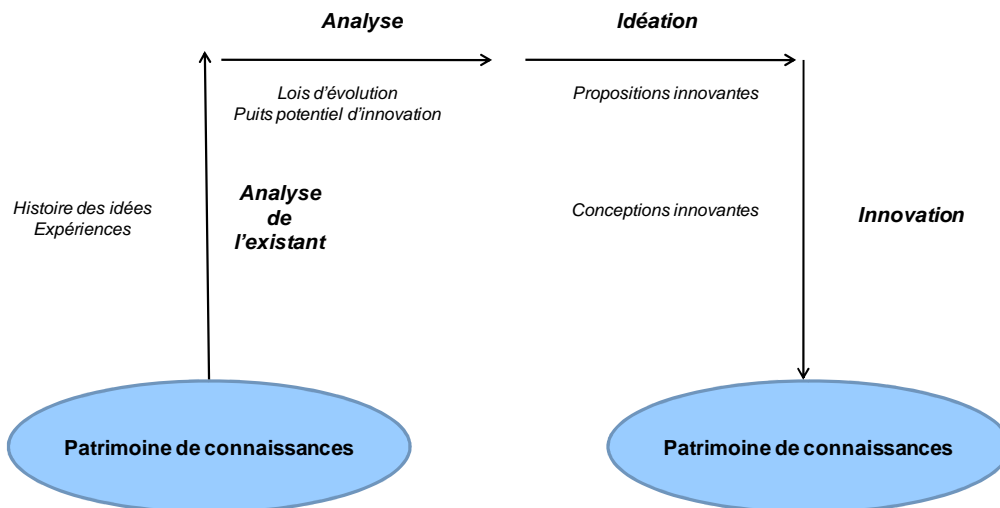 Analyse
Idéation
Lois d'évolution
Puits potentiel d'innovation
Propositions innovantes
Histoire des idées
Expériences
Analyse
de
l'existant
Conceptions innovantes
Innovation
Patrimoine de connaissances
Patrimoine de connaissances